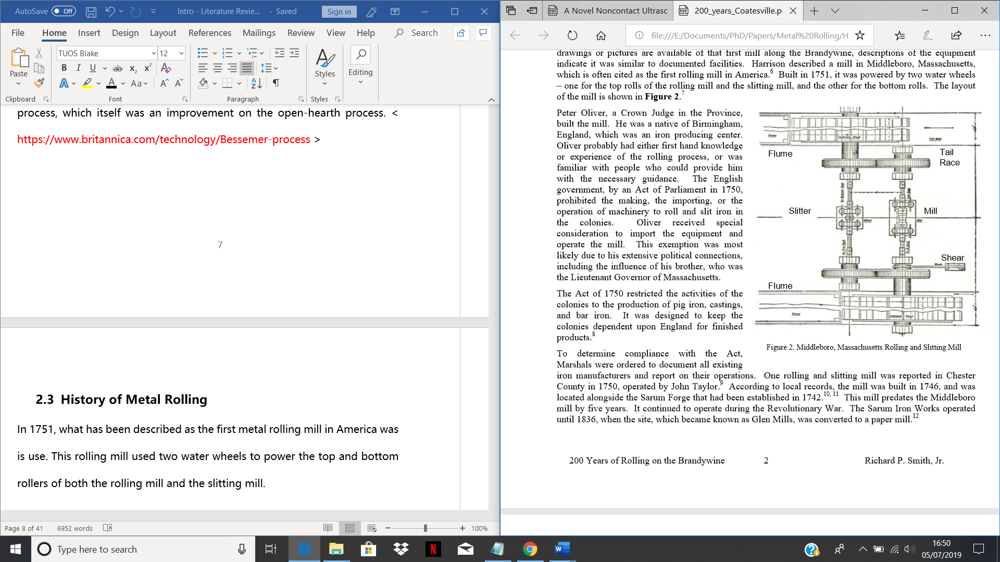 AutoSave Off Intro - Literature Revie... - Saved Sign in
File Home Insert Design Layout References Mailings Review View Help Search
Paste
TUOS Blake 12
B I U ab x2 x2
A A Aa A A
Styles
Editing
Clipboard Font Paragraph Styles
process, which itself was an improvement on the open-hearth process. <
https://www.britannica.com/technology/Bessemer-process >
7
2.3 History of Metal Rolling
In 1751, what has been described as the first metal rolling mill in America was
is use. This rolling mill used two water wheels to power the top and bottom
rollers of both the rolling mill and the slitting mill.
Page 8 of 41 6952 words 100%
A Novel Noncontact Ultrasc 200_years_Coatesville.p
file:///E:/Documents/PhD/Papers/Metal%20Rolling/H
drawings or pictures are available of that first mill along the Brandywine, descriptions of the equipment
indicate it was similar to documented facilities. Harrison described a mill in Middleboro, Massachusetts,
which is often cited as the first rolling mill in America.6 Built in 1751, it was powered by two water wheels
– one for the top rolls of the rolling mill and the slitting mill, and the other for the bottom rolls. The layout
of the mill is shown in Figure 2.7
Peter Oliver, a Crown Judge in the Province,
built the mill. He was a native of Birmingham,
England, which was an iron producing center.
Oliver probably had either first hand knowledge
or experience of the rolling process, or was
familiar with people who could provide him
with the necessary guidance. The English
government, by an Act of Parliament in 1750,
prohibited the making, the importing, or the
operation of machinery to roll and slit iron in
the colonies. Oliver received special
consideration to import the equipment and
operate the mill. This exemption was most
likely due to his extensive political connections,
including the influence of his brother, who was
the Lieutenant Governor of Massachusetts.
The Act of 1750 restricted the activities of the
colonies to the production of pig iron, castings,
and bar iron. It was designed to keep the
colonies dependent upon England for finished
products.8
To determine compliance with the Act,
Marshals were ordered to document all existing
iron manufacturers and report on their operations. One rolling and slitting mill was reported in Chester
County in 1750, operated by John Taylor.9 According to local records, the mill was built in 1746, and was
located alongside the Sarum Forge that had been established in 1742.10, 11 This mill predates the Middleboro
mill by five years. It continued to operate during the Revolutionary War. The Sarum Iron Works operated
until 1836, when the site, which became known as Glen Mills, was converted to a paper mill.12
Flume
Tail
Race
Slitter
Mill
Shear
Flume
Figure 2. Middleboro, Massachusetts Rolling and Slitting Mill
200 Years of Rolling on the Brandywine 2 Richard P. Smith, Jr.
Type here to search
16:50
05/07/2019